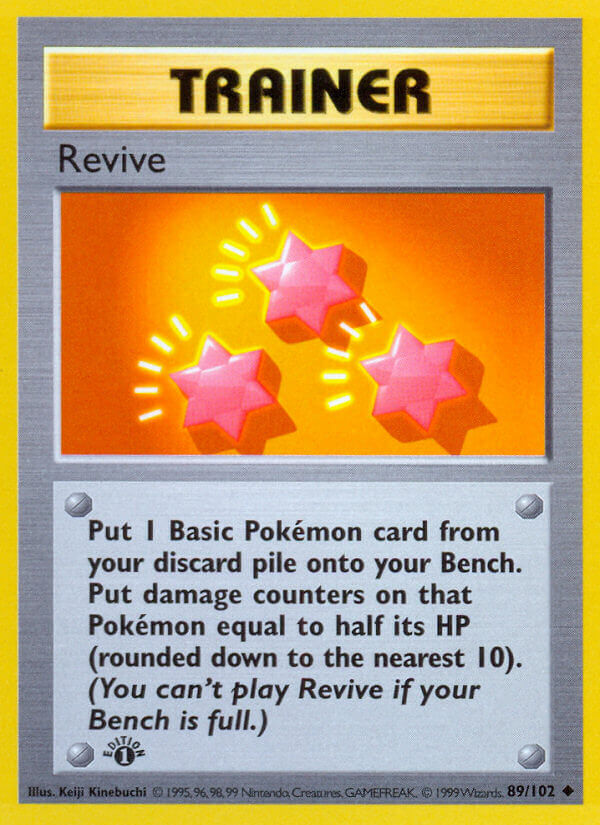 TRAINER
Revive
Put 1 Basic Pokémon card from
your discard pile onto your Bench.
Put damage counters on that
Pokémon equal to half its HP
(rounded down to the nearest 10).
(You can't play Revive if your
Bench is full.)
EDITION
1
Illus. Keiji Kinebuchi © 1995, 96, 98, 99 Nintendo, Creatures, GAMEFREAK. © 1999 Wizards. 89/102 ◆